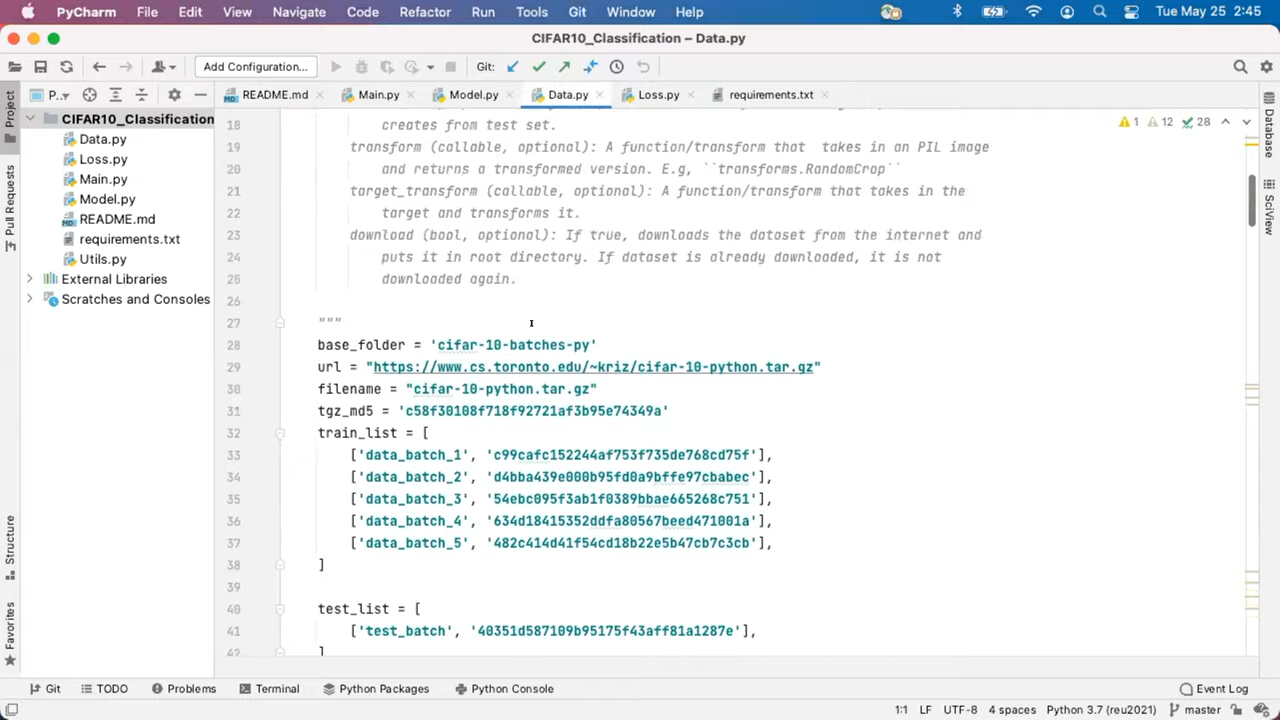 PyCharm File Edit View Navigate Code Refactor Run Tools Git Window Help Tue May 25 2:45
CIFAR10_Classification – Data.py
Add Configuration... Git:
P.. README.md Main.py Model.py Data.py Loss.py requirements.txt
Project
Pull Requests
Structure
Favorites
CIFAR10_Classification
Data.py
Loss.py
Main.py
Model.py
README.md
requirements.txt
Utils.py
External Libraries
Scratches and Consoles
1 12 28
18 creates from test set.
19 transform (callable, optional): A function/transform that  takes in an PIL image
20 and returns a transformed version. E.g, ``transforms.RandomCrop``
21 target_transform (callable, optional): A function/transform that takes in the
22 target and transforms it.
23 download (bool, optional): If true, downloads the dataset from the internet and
24 puts it in root directory. If dataset is already downloaded, it is not
25 downloaded again.
26
27 """
28 base_folder = 'cifar-10-batches-py'
29 url = "https://www.cs.toronto.edu/~kriz/cifar-10-python.tar.gz"
30 filename = "cifar-10-python.tar.gz"
31 tgz_md5 = 'c58f30108f718f92721af3b95e74349a'
32 train_list = [
33 ['data_batch_1', 'c99cafc152244af753f735de768cd75f'],
34 ['data_batch_2', 'd4bba439e000b95fd0a9bffe97cbabec'],
35 ['data_batch_3', '54ebc095f3ab1f0389bbae665268c751'],
36 ['data_batch_4', '634d18415352ddfa80567beed471001a'],
37 ['data_batch_5', '482c414d41f54cd18b22e5b47cb7c3cb'],
38 ]
39
40 test_list = [
41 ['test_batch', '40351d587109b95175f43aff81a1287e'],
42 ]
Database
SciView
Git TODO Problems Terminal Python Packages Python Console Event Log
1:1 LF UTF-8 4 spaces Python 3.7 (reu2021) master